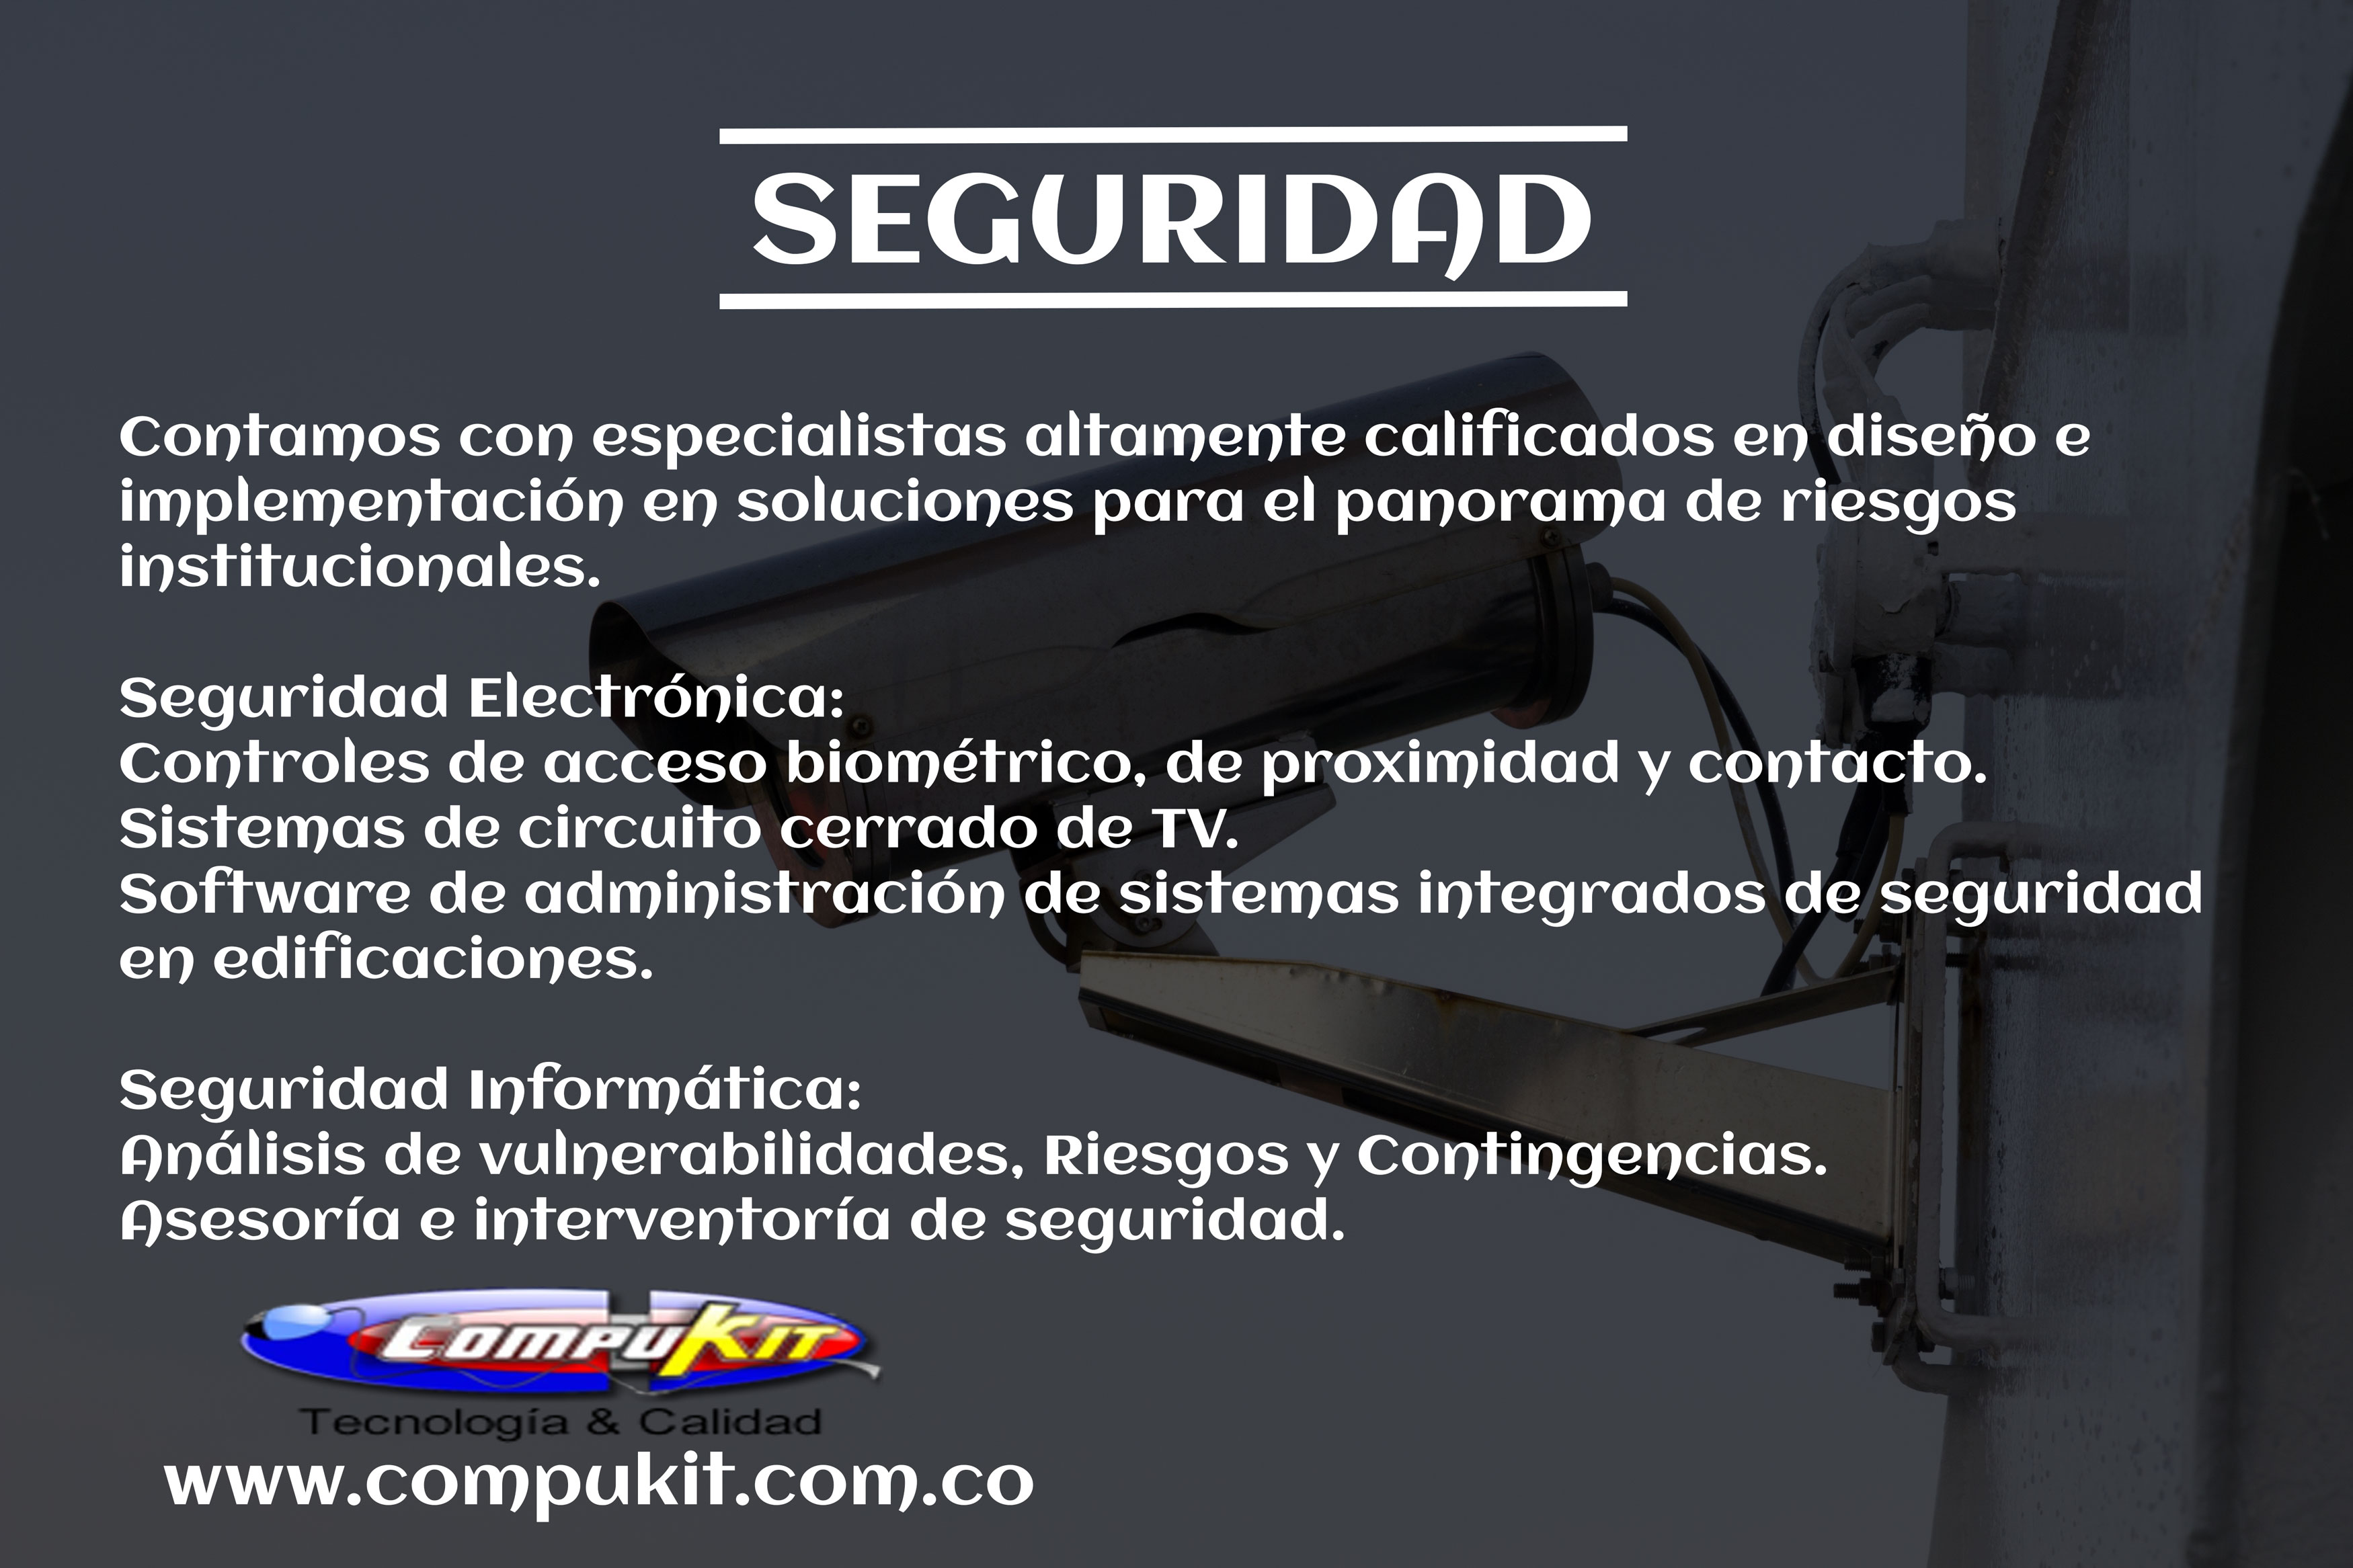 SEGURIDAD
Contamos con especialistas altamente calificados en diseño e
implementación en soluciones para el panorama de riesgos
institucionales.
Seguridad Electrónica:
Controles de acceso biométrico, de proximidad y contacto.
Sistemas de circuito cerrado de TV.
Software de administración de sistemas integrados de seguridad
en edificaciones.
Seguridad Informática:
Análisis de vulnerabilidades, Riesgos y Contingencias.
Asesoría e interventoría de seguridad.
COMPUKIT
Tecnología & Calidad
www.compukit.com.co